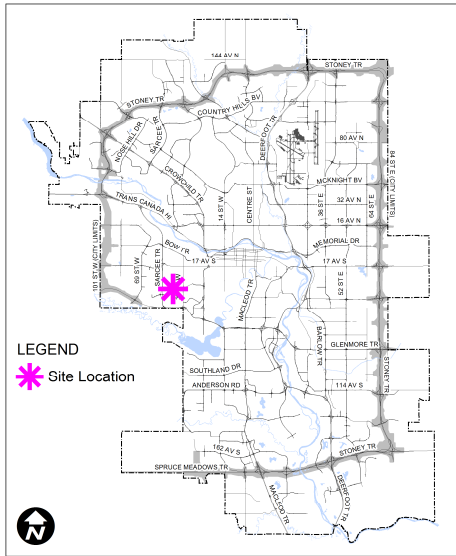 144 AV N
STONEY TR
STONEY TR
COUNTRY HILLS BV
NOSE HILL DR
SARCEE TR
DEERFOOT TR
80 AV N
84 ST E (CITY LIMITS)
CROWCHILD TR
MCKNIGHT BV
14 ST W
CENTRE ST
36 ST E
32 AV N
64 ST E
TRANS CANADA HI
16 AV N
BOW TR
MEMORIAL DR
101 ST W (CITY LIMITS)
17 AV S
17 AV S
69 ST W
SARCEE TR
52 ST E
MACLEOD TR
BARLOW TR
LEGEND
Site Location
GLENMORE TR
SOUTHLAND DR
STONEY TR
ANDERSON RD
114 AV S
162 AV S
STONEY TR
SPRUCE MEADOWS TR
MACLEOD TR
DEERFOOT TR
N